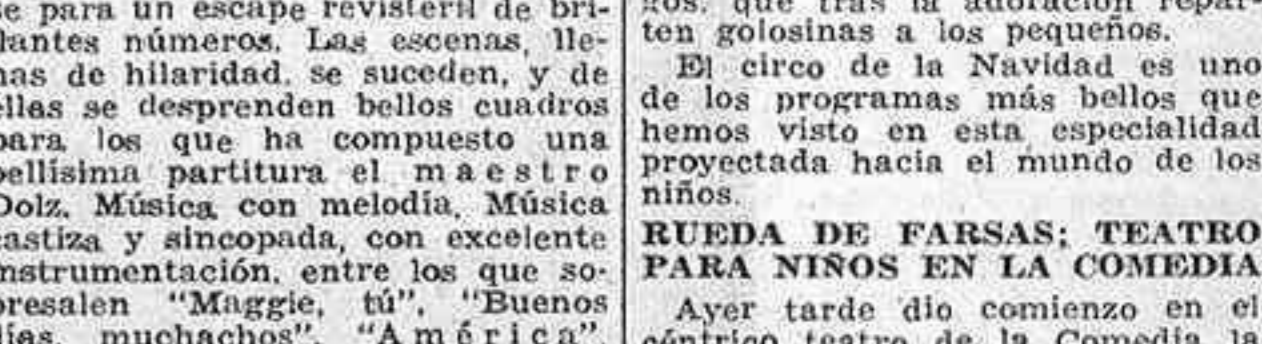 se para un escape revisteril de bri-
llantes números. Las escenas, lle-
nas de hilaridad, se suceden, y de
ellas se desprenden bellos cuadros
para los que ha compuesto una
bellísima partitura el maestro
Dolz. Música con melodía, Música
castiza y sincopada, con excelente
instrumentación, entre los que so-
bresalen "Maggie, tú", "Buenos
días, muchachos", "América",
gos, que tras la adoración repar-
ten golosinas a los pequeños.
El circo de la Navidad es uno
de los programas más bellos que
hemos visto en esta especialidad
proyectada hacia el mundo de los
niños.
RUEDA DE FARSAS: TEATRO
PARA NIÑOS EN LA COMEDIA
Ayer tarde dio comienzo en el
céntrico teatro de la Comedia la